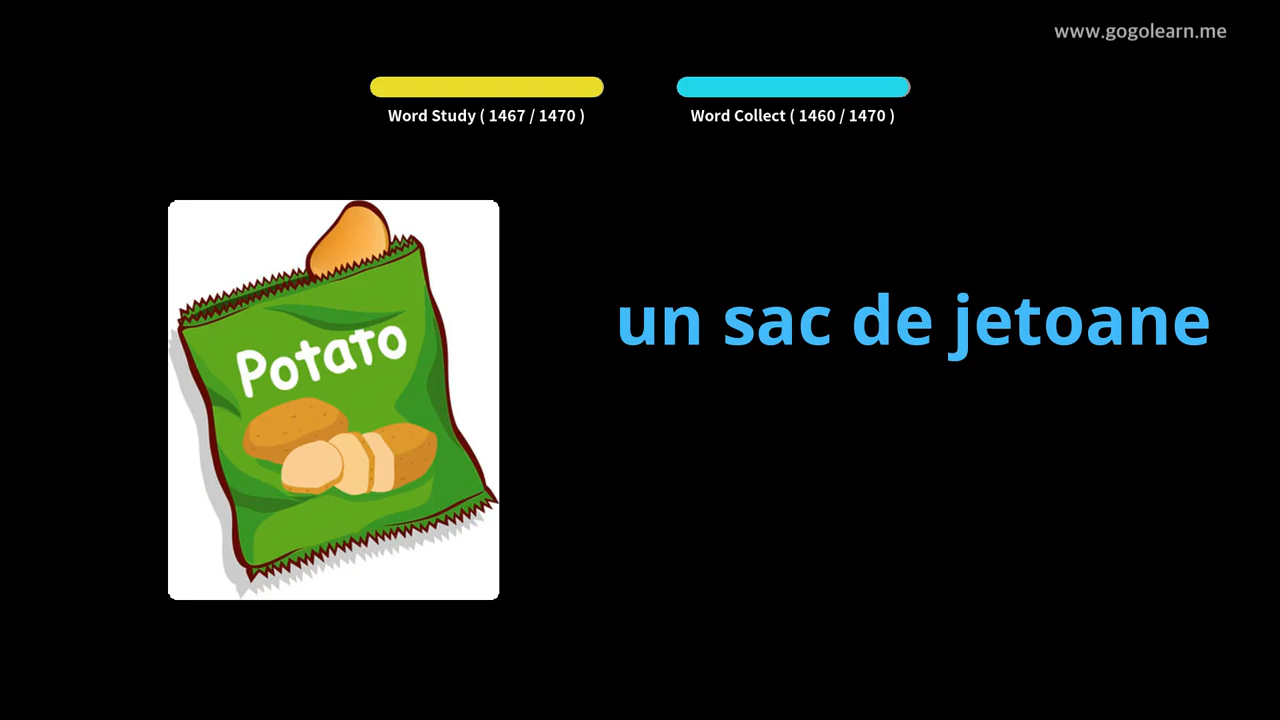 www.gogolearn.me
Word Study ( 1467 / 1470 )
Word Collect ( 1460 / 1470 )
Potato
un sac de jetoane